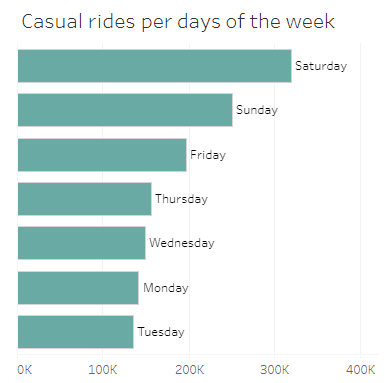 Casual rides per days of the week
Saturday
Sunday
Friday
Thursday
Wednesday
Monday
Tuesday
0K 100K 200K 300K 400K